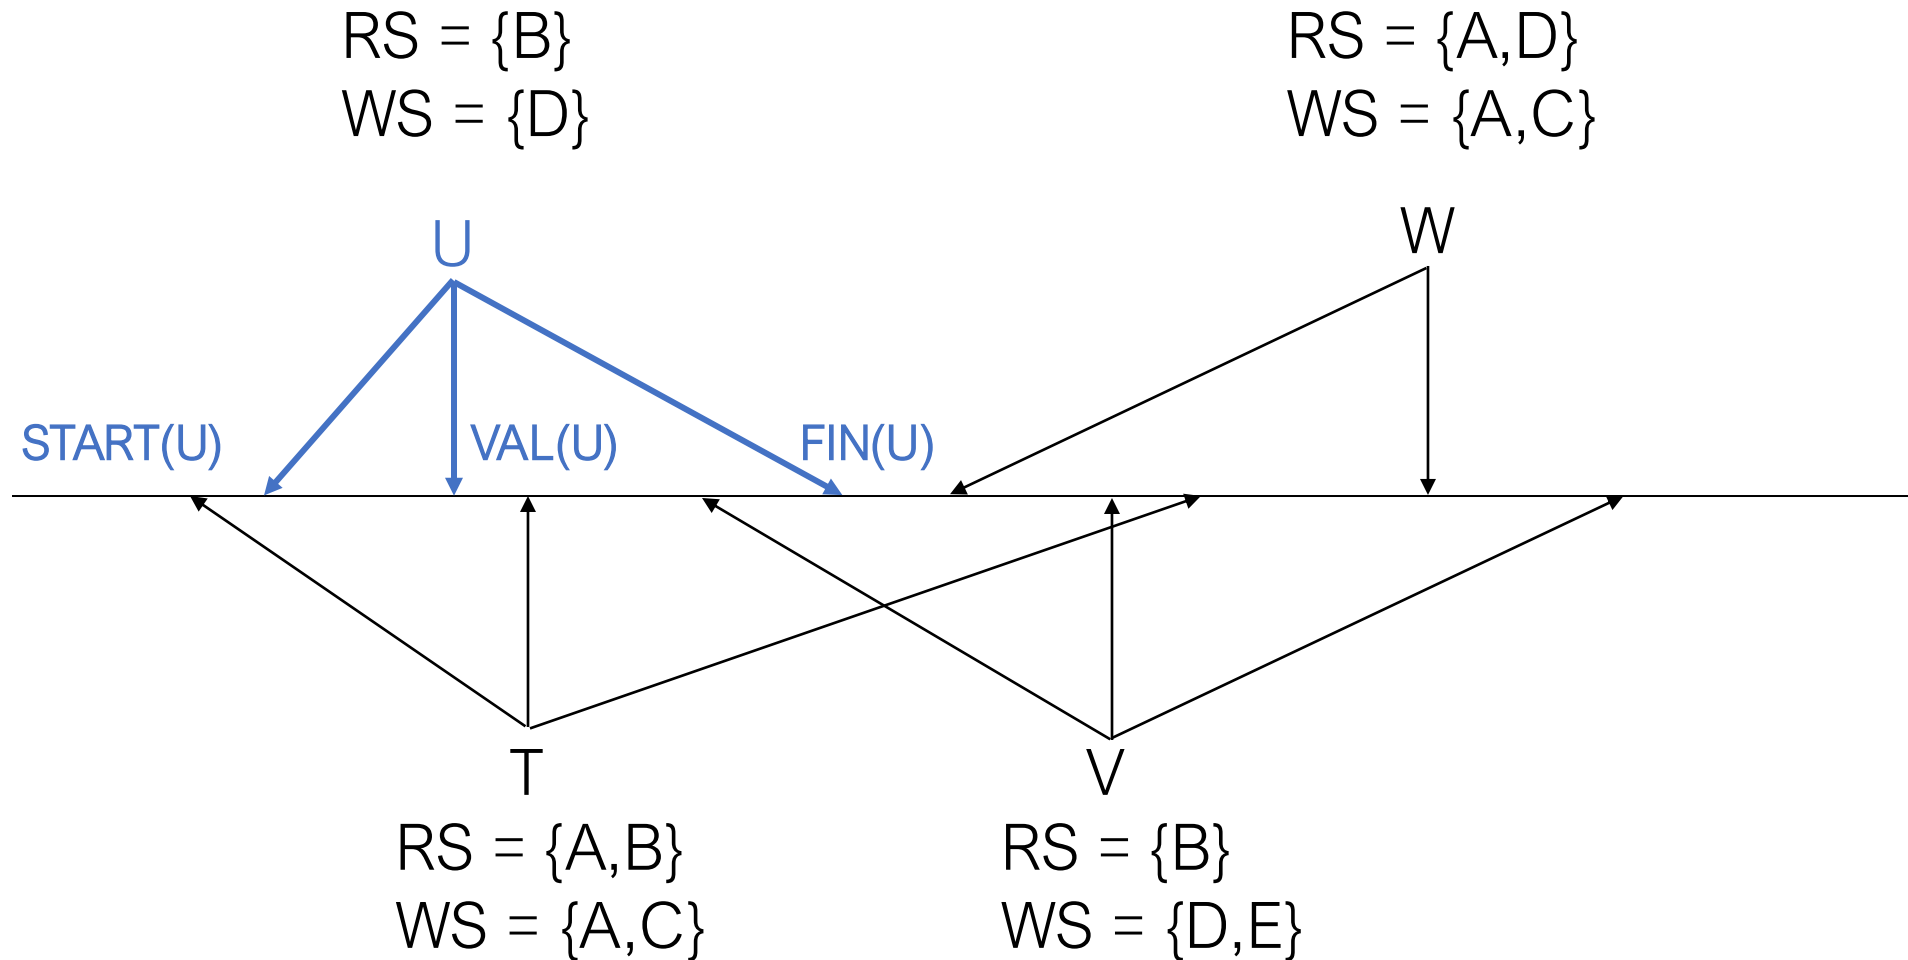 RS = {B}
WS = {D}
RS = {A,D}
WS = {A,C}
U
W
START(U)
VAL(U)
FIN(U)
T
V
RS = {A,B}
WS = {A,C}
RS = {B}
WS = {D,E}